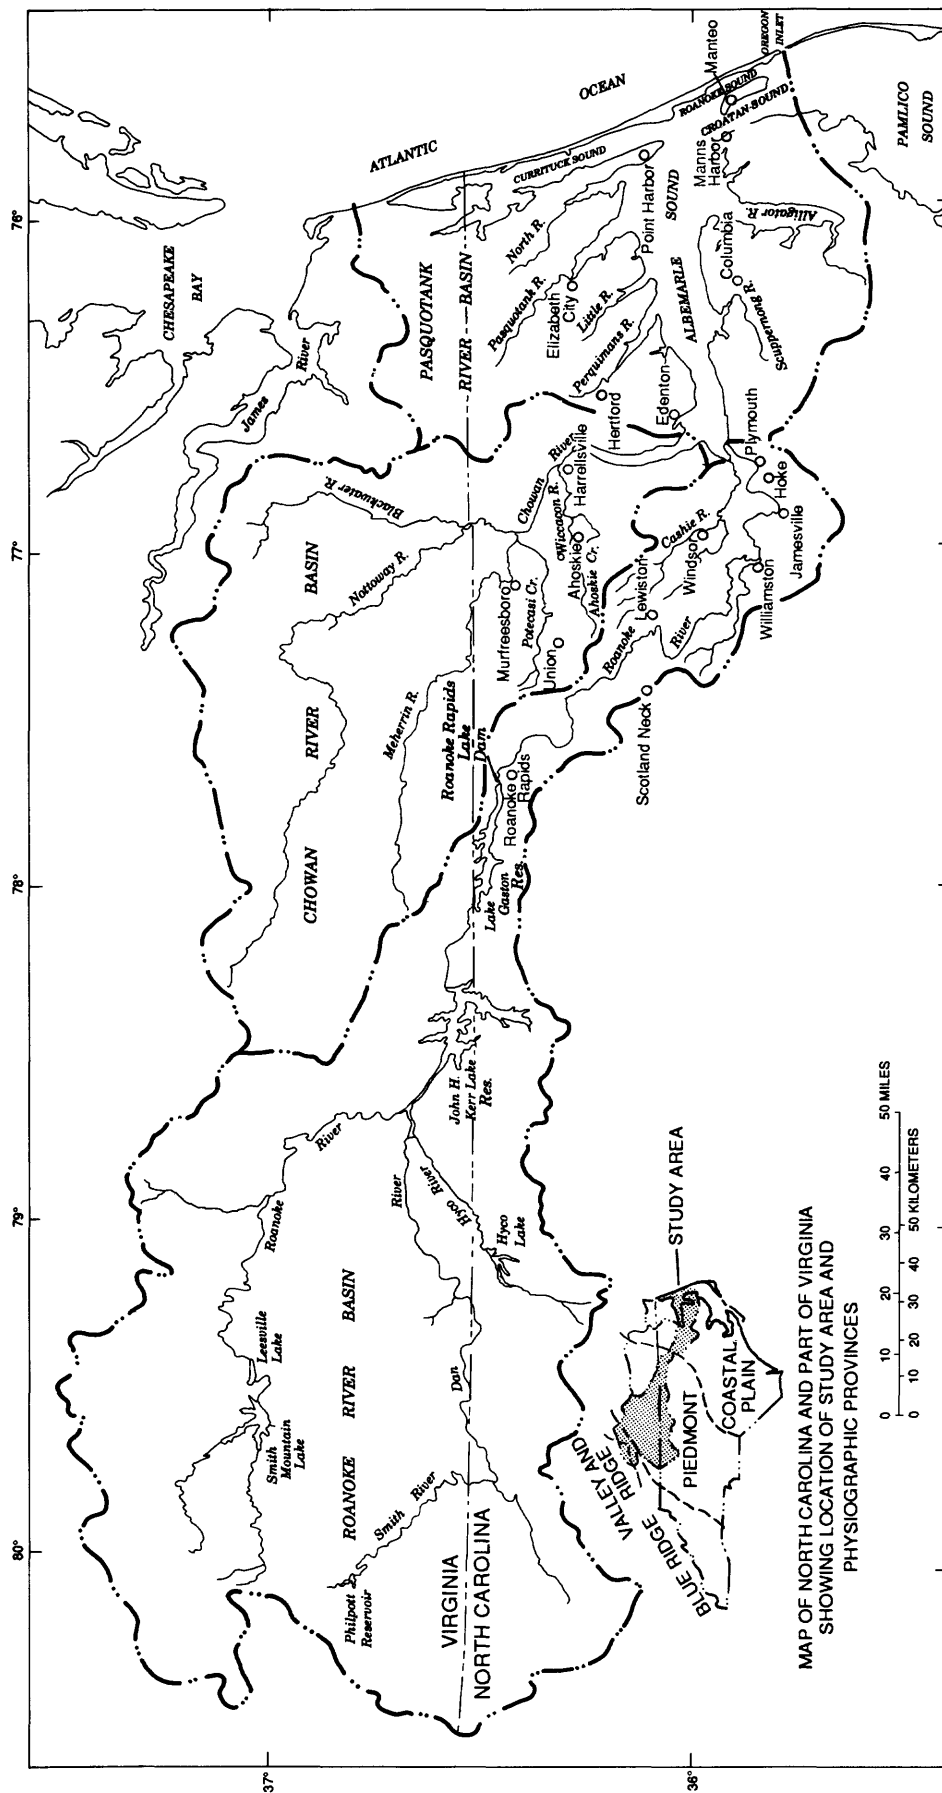 80°
79°
78°
77°
76°
37°
36°
CHESAPEAKE
BAY
James
River
ATLANTIC
OCEAN
Smith
Mountain
Lake
Leesville
Lake
Roanoke
River
CHOWAN
RIVER
BASIN
Nottoway R.
Blackwater R.
Meherrin R.
PASQUOTANK
RIVER
BASIN
Philpott
Reservoir
ROANOKE
RIVER
BASIN
Smith
River
Dan
River
Hyco
River
Hyco
Lake
John H.
Kerr Lake
Res.
VIRGINIA
NORTH CAROLINA
Lake
Gaston
Res.
Roanoke Rapids
Lake
Dam
Roanoke
Rapids
Murfreesboro
Potecasi Cr.
Union
Chowan
River
Wiccacon R.
Harrellsville
Ahoskie
Ahoskie Cr.
Hertford
Edenton
Perquimans R.
Little R.
Elizabeth
City
Pasquotank R.
North R.
CURRITUCK SOUND
Point Harbor
ALBEMARLE
SOUND
Scotland Neck
Roanoke
River
Lewiston
Windsor
Cashie R.
Williamston
Jamesville
Hoke
Plymouth
Scuppernong R.
Columbia
Alligator R.
Manns
Harbor
CROATAN SOUND
ROANOKE SOUND
Manteo
OREGON
INLET
PAMLICO
SOUND
VALLEY AND
RIDGE
BLUE RIDGE
PIEDMONT
COASTAL
PLAIN
STUDY AREA
MAP OF NORTH CAROLINA AND PART OF VIRGINIA
SHOWING LOCATION OF STUDY AREA AND
PHYSIOGRAPHIC PROVINCES
0 10 20 30 40 50 MILES
0 10 20 30 40 50 KILOMETERS